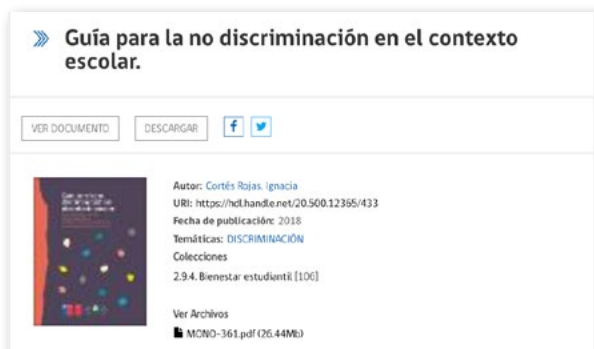 Guía para la no discriminación en el contexto
escolar.
VER DOCUMENTO
DESCARGAR
Autor: Cortés Rojas, Ignacia
URI: https://hdl.handle.net/20.500.12365/433
Fecha de publicación: 2018
Temáticas: DISCRIMINACIÓN
Colecciones
2.9.4. Bienestar estudiantil [106]
Ver Archivos
MONO-361.pdf (26.44Mb)